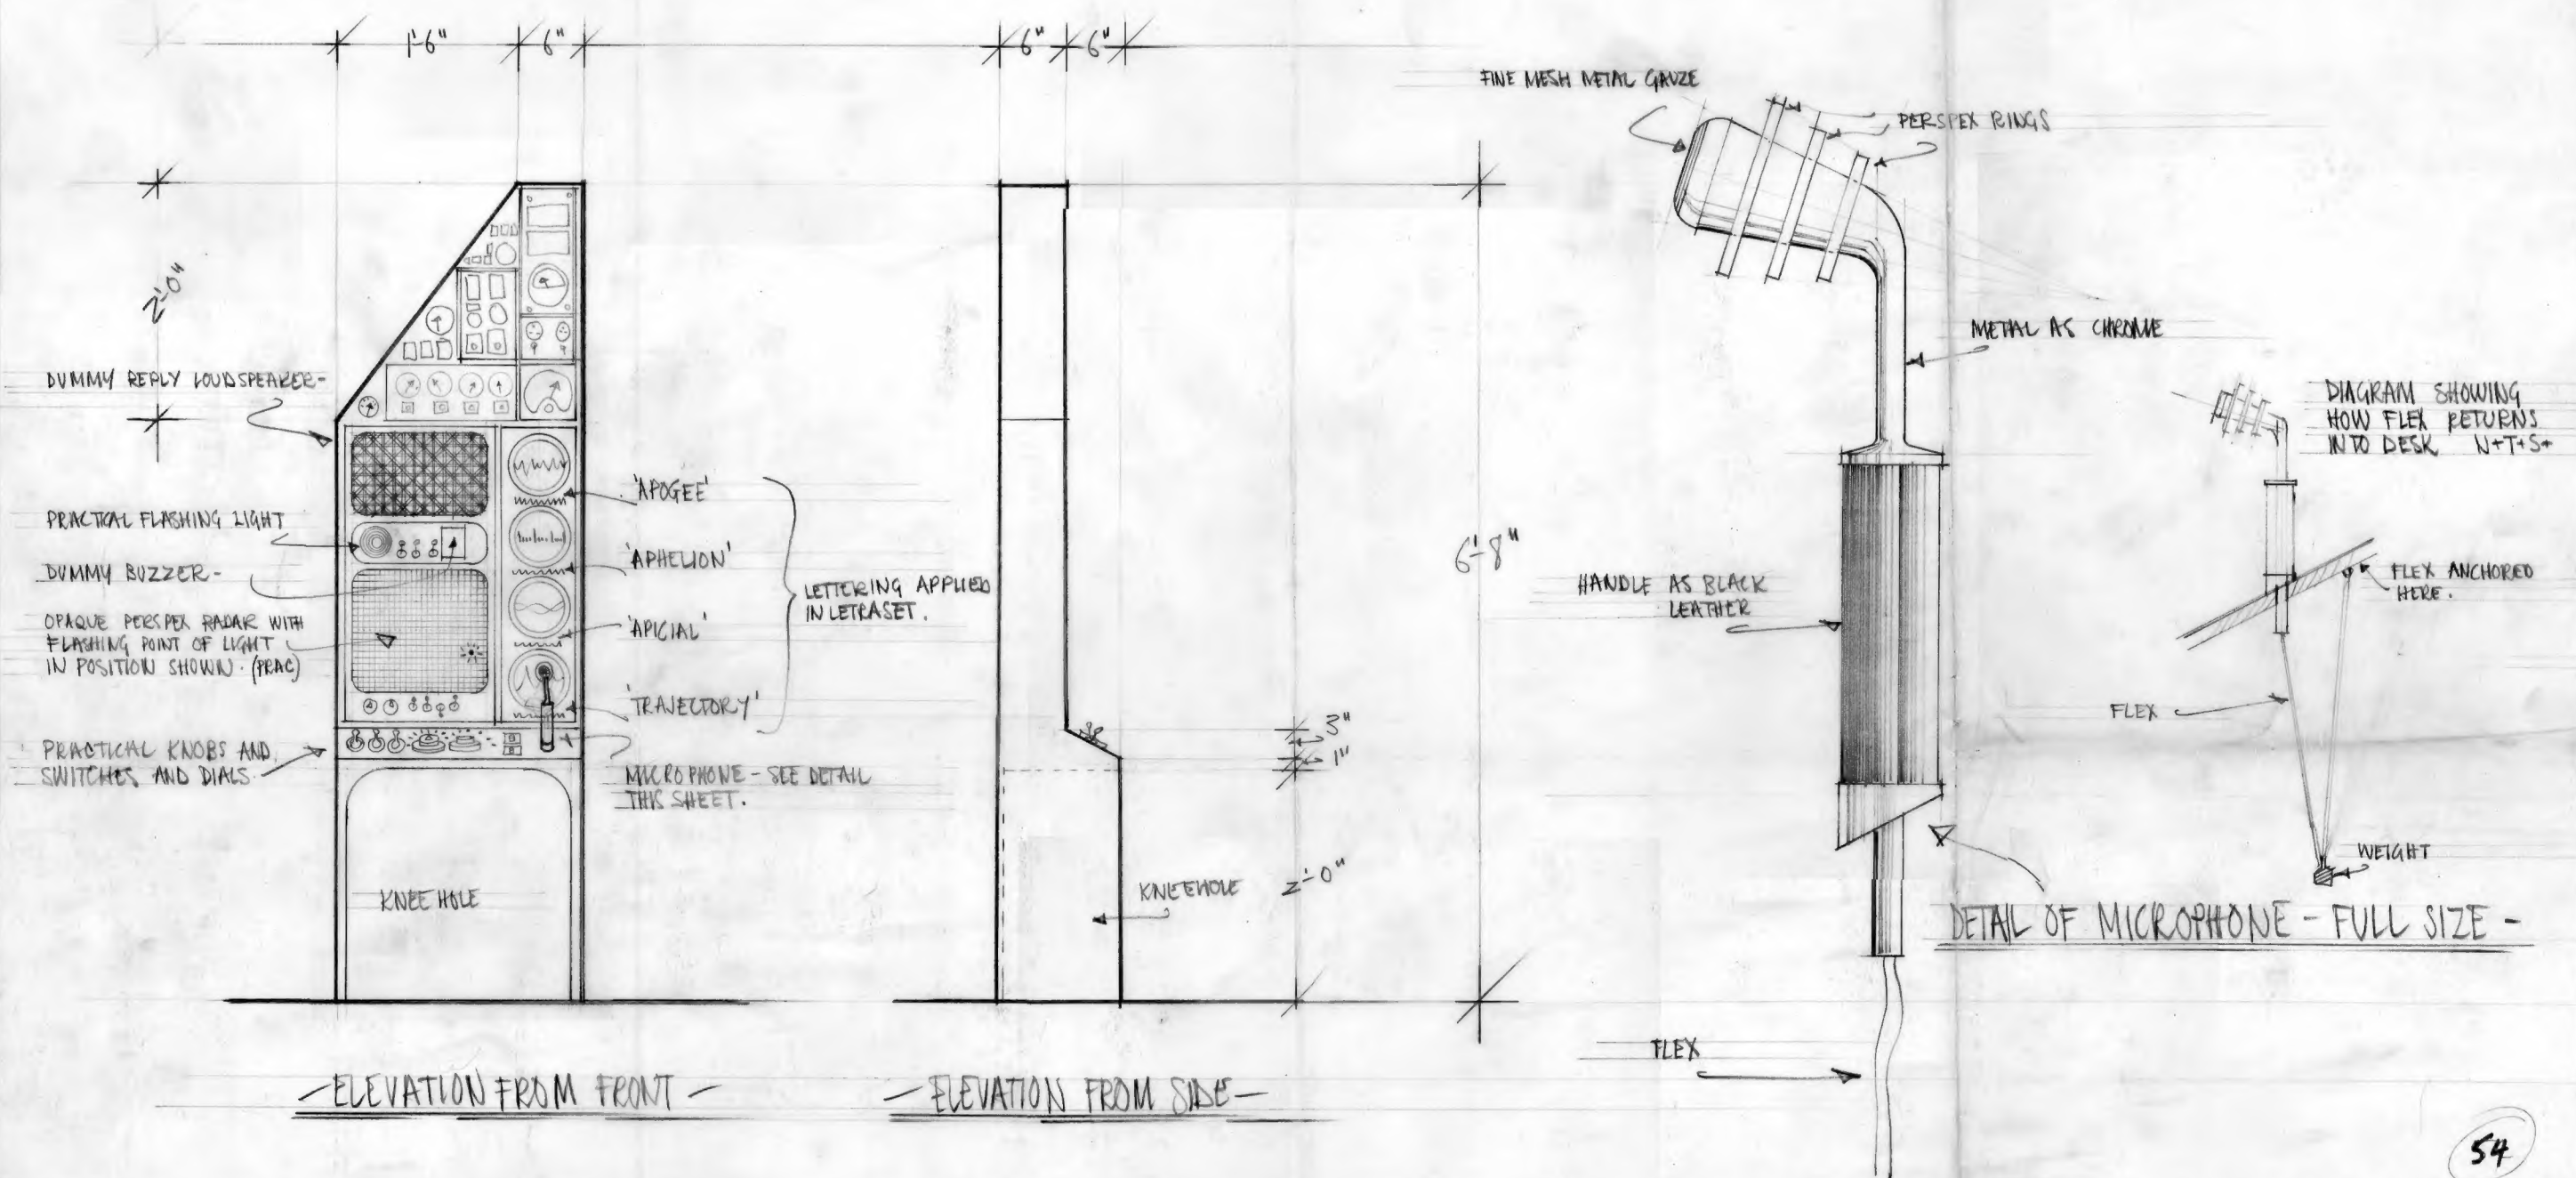 1'-6"
6"
6"
6"
2'-0"
DUMMY REPLY LOUDSPEAKER-
PRACTICAL FLASHING LIGHT
DUMMY BUZZER-
OPAQUE PERSPEX RADAR WITH
FLASHING POINT OF LIGHT
IN POSITION SHOWN. (PRAC)
PRACTICAL KNOBS AND
SWITCHES AND DIALS.
'APOGEE'
'APHELION'
'APICIAL'
'TRAJECTORY'
LETTERING APPLIED
IN LETRASET.
MICROPHONE - SEE DETAIL
THIS SHEET.
KNEE HOLE
-ELEVATION FROM FRONT-
6'-8"
3"
1"
2'-0"
KNEEHOLE
-ELEVATION FROM SIDE-
FINE MESH METAL GAUZE
PERSPEX RINGS
METAL AS CHROME
HANDLE AS BLACK
LEATHER
FLEX
DETAIL OF MICROPHONE - FULL SIZE -
DIAGRAM SHOWING
HOW FLEX RETURNS
INTO DESK N+T+S+
FLEX ANCHORED
HERE.
FLEX
WEIGHT
54